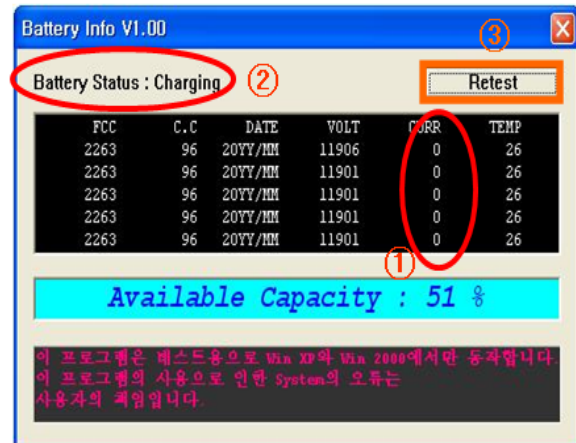 Battery Info V1.00
③
Battery Status : Charging ②
Retest
FCC C.C DATE VOLT CURR TEMP
2263 96 20YY/MM 11906 0 26
2263 96 20YY/MM 11901 0 26
2263 96 20YY/MM 11901 0 26
2263 96 20YY/MM 11901 0 26
2263 96 20YY/MM 11901 0 26
①
Available Capacity : 51 %
이 프로그램은 테스트용으로 Win XP와 Win 2000에서만 동작합니다.
이 프로그램의 사용으로 인한 System의 오류는
사용자의 책임입니다.